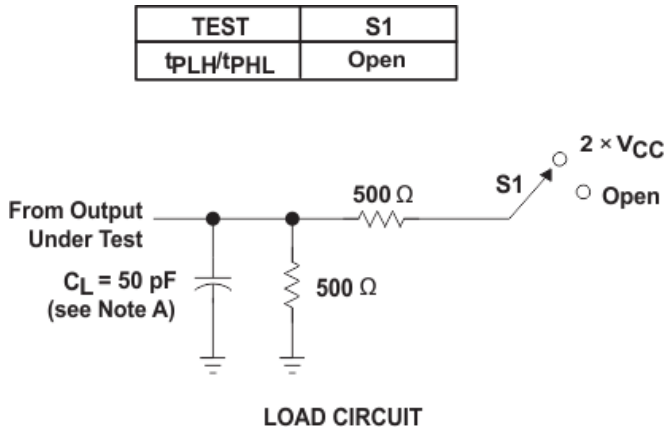 TEST S1
tPLH/tPHL Open
2 × VCC
S1
Open
500 Ω
From Output
Under Test
CL = 50 pF
(see Note A)
500 Ω
LOAD CIRCUIT